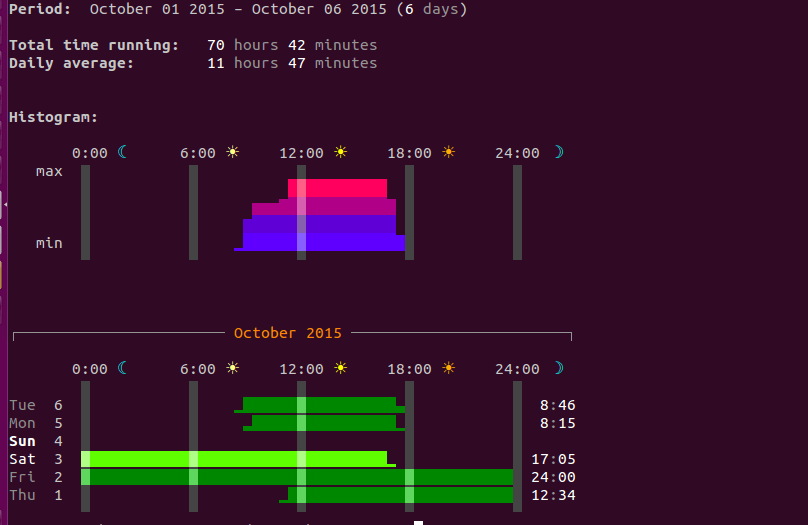 Period: October 01 2015 – October 06 2015 (6 days)
Total time running: 70 hours 42 minutes
Daily average: 11 hours 47 minutes
Histogram:
0:00 ☾ 6:00 ☀ 12:00 ☀ 18:00 ☀ 24:00 ☽
max
min
October 2015
0:00 ☾ 6:00 ☀ 12:00 ☀ 18:00 ☀ 24:00 ☽
Tue 6 8:46
Mon 5 8:15
Sun 4
Sat 3 17:05
Fri 2 24:00
Thu 1 12:34